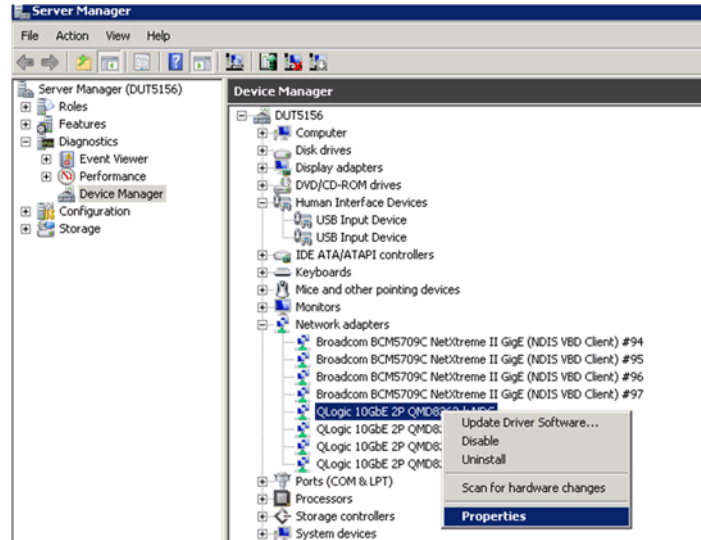 Server Manager
File Action View Help
Server Manager (DUT5156)
Roles
Features
Diagnostics
Event Viewer
Performance
Device Manager
Configuration
Storage
Device Manager
DUT5156
Computer
Disk drives
Display adapters
DVD/CD-ROM drives
Human Interface Devices
USB Input Device
USB Input Device
IDE ATA/ATAPI controllers
Keyboards
Mice and other pointing devices
Monitors
Network adapters
Broadcom BCM5709C NetXtreme II GigE (NDIS VBD Client) #94
Broadcom BCM5709C NetXtreme II GigE (NDIS VBD Client) #95
Broadcom BCM5709C NetXtreme II GigE (NDIS VBD Client) #96
Broadcom BCM5709C NetXtreme II GigE (NDIS VBD Client) #97
QLogic 10GbE 2P
QLogic 10GbE 2P
QLogic 10GbE 2P
QLogic 10GbE 2P
Ports (COM & LPT)
Processors
Storage controllers
System devices
Update Driver Software...
Disable
Uninstall
Scan for hardware changes
Properties